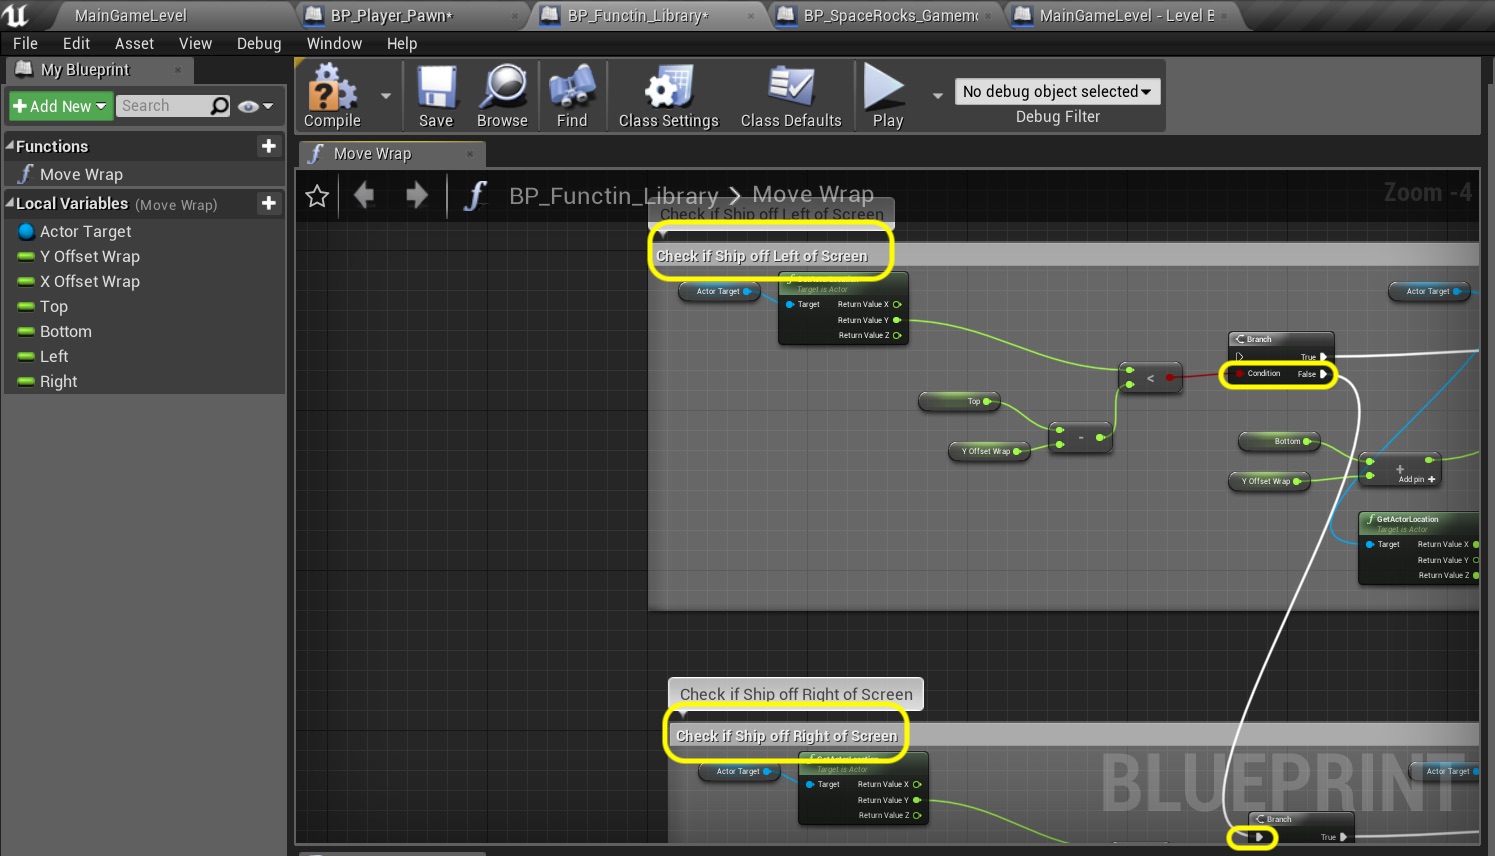 MainGameLevel
BP_Player_Pawn*
BP_Functin_Library*
BP_SpaceRocks_Gamem
MainGameLevel - Level B
File Edit Asset View Debug Window Help
My Blueprint
Add New
Search
Functions
Move Wrap
Local Variables (Move Wrap)
Actor Target
Y Offset Wrap
X Offset Wrap
Top
Bottom
Left
Right
Compile
Save
Browse
Find
Class Settings
Class Defaults
Play
No debug object selected
Debug Filter
Move Wrap
BP_Functin_Library > Move Wrap
Zoom -4
Check if Ship off Left of Screen
Check if Ship off Left of Screen
Actor Target
Target is Actor
Target Return Value X
Return Value Y
Return Value Z
Top
Y Offset Wrap
-
<
Branch
True
Condition False
Actor Target
Bottom
Y Offset Wrap
+
Add pin +
GetActorLocation
Target is Actor
Target Return Value X
Return Value Y
Return Value Z
Check if Ship off Right of Screen
Check if Ship off Right of Screen
Actor Target
GetActorLocation
Target is Actor
Target Return Value X
Return Value Y
Return Value Z
Actor Target
Branch
True
BLUEPRINT